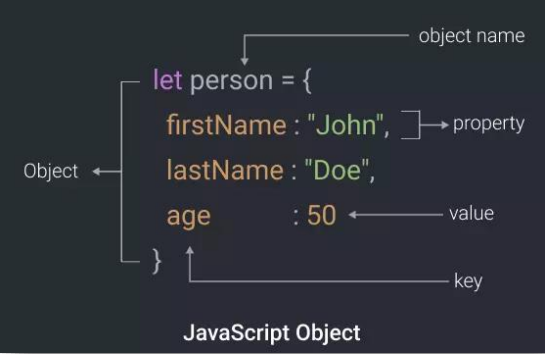 object name
let person = {
firstName : "John",
property
lastName : "Doe",
Object
age : 50
value
}
key
JavaScript Object